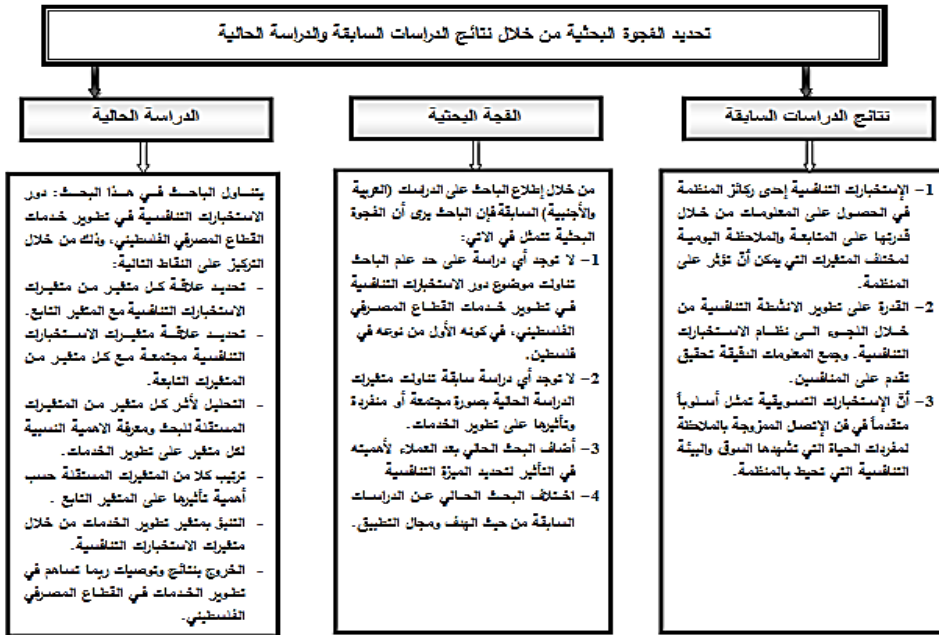 تحديد الفجوة البحثية من خلال نتائج الدراسات السابقة والدراسة الحالية
نتائج الدراسات السابقة
1- الإستخبارات التنافسية إحدى ركائز المنظمة
في الحصول على المعلومات من خلال
قدرتها على المتابعة والملاحظة اليومية
لمختلف المتغيرات التي يمكن أنّ تؤثر على
المنظمة.
2- القدرة على تطوير الانشطة التنافسية من
خلال اللجوء الى نظام الاستخبارات
التنافسية. وجمع المعلومات الدقيقة تحقيق
تقدم على المنافسين.
3- أنّ الإستخبارات التسويقية تمثل أسلوباً
متقدماً في فن الإتصل الممزوجة بالملاحظة
لمفردات الحياة التي تشهدها السوق والبيئة
التنافسية التي تحيط بالمنظمة.
الفجة البحثية
من خلال إطلاع الباحث على الدراسات (العربية
والأجنبية) السابقة فإن الباحث يرى أن الفجوة
البحثية تتمثل في الاتي:
1- لا توجد أي دراسة على حد علم الباحث
تناولت موضوع دور الاستخبارات التنافسية
في تطوير خدمات القطاع المصرفي
الفلسطيني، في كونه الأول من نوعه في
فلسطين.
2- لا توجد أي دراسة سابقة تناولت متغيرات
الدراسة الحالية بصورة مجتمعة أو منفردة
وتأثيرها على تطوير الخدمات.
3- أضاف البحث الحالي بعد العملاء لأهميته
في التأثير لتحديد الميزة التنافسية
4- اختلاف البحث الحالي عن الدراسات
السابقة من حيث الهدف ومجال التطبيق.
الدراسة الحالية
يتناول الباحث في هذا البحث: دور
الاستخبارات التنافسية في تطوير خدمات
القطاع المصرفي الفلسطيني، وذلك من خلال
التركيز على النقاط التالية:
- تحديد علاقة كل متغير من متغيرات
الاستخبارات التنافسية مع المتغير التابع.
- تحديد علاقة متغيرات الاستخبارات
التنافسية مجتمعة مع كل متغير من
المتغيرات التابعة.
- التحليل لأثر كل متغير من المتغيرات
المستقلة للبحث ومعرفة الاهمية النسبية
لكل متغير على تطوير الخدمات.
- ترتيب كلا من المتغيرات المستقلة حسب
أهمية تأثيرها على المتغير التابع .
- التنبؤ بمتغير تطوير الخدمات من خلال
متغيرات الاستخبارات التنافسية.
- الخروج بنتائج وتوصيات ربما تساهم في
تطوير الخدمات في القطاع المصرفي
الفلسطيني.